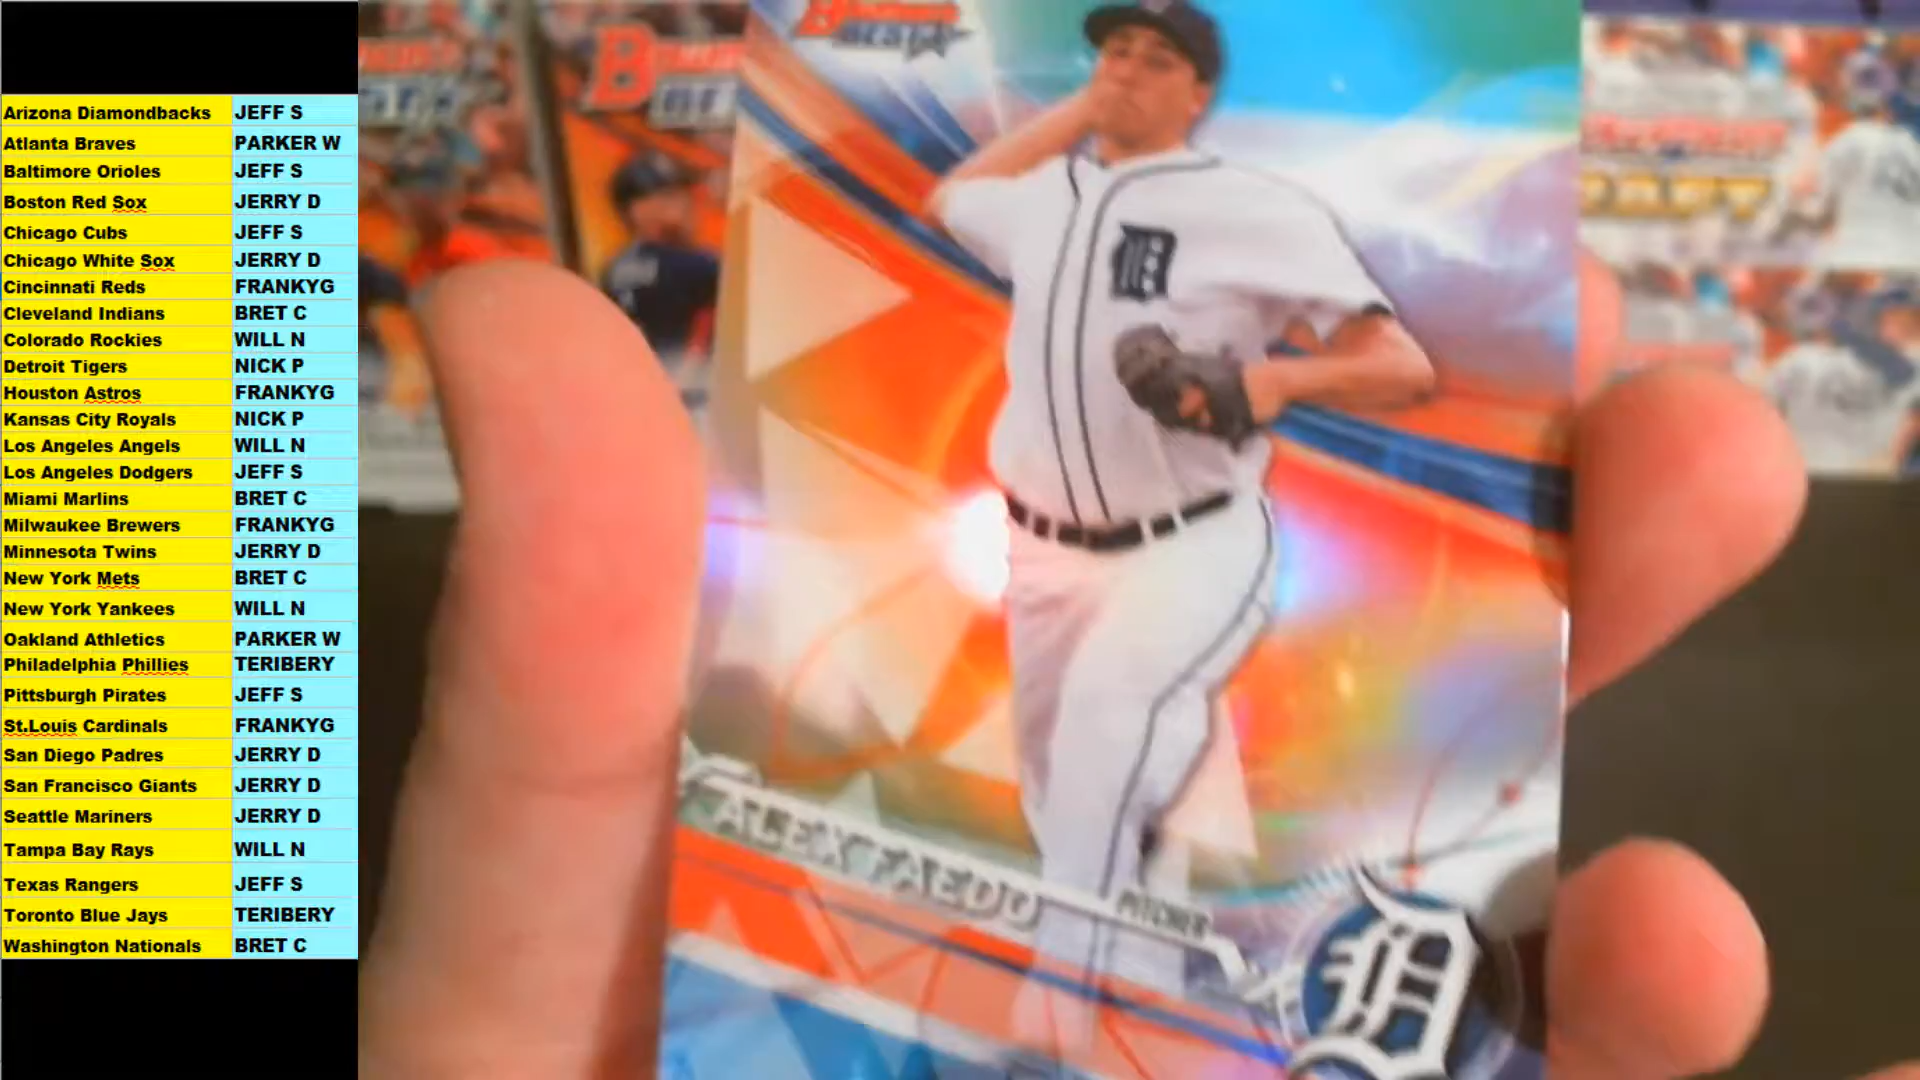 Arizona Diamondbacks JEFF S
Atlanta Braves PARKER W
Baltimore Orioles JEFF S
Boston Red Sox JERRY D
Chicago Cubs JEFF S
Chicago White Sox JERRY D
Cincinnati Reds FRANKYG
Cleveland Indians BRET C
Colorado Rockies WILL N
Detroit Tigers NICK P
Houston Astros FRANKYG
Kansas City Royals NICK P
Los Angeles Angels WILL N
Los Angeles Dodgers JEFF S
Miami Marlins BRET C
Milwaukee Brewers FRANKYG
Minnesota Twins JERRY D
New York Mets BRET C
New York Yankees WILL N
Oakland Athletics PARKER W
Philadelphia Phillies TERIBERY
Pittsburgh Pirates JEFF S
St.Louis Cardinals FRANKYG
San Diego Padres JERRY D
San Francisco Giants JERRY D
Seattle Mariners JERRY D
Tampa Bay Rays WILL N
Texas Rangers JEFF S
Toronto Blue Jays TERIBERY
Washington Nationals BRET C
BEST
D
ALEX FAEDO PITCHER
D